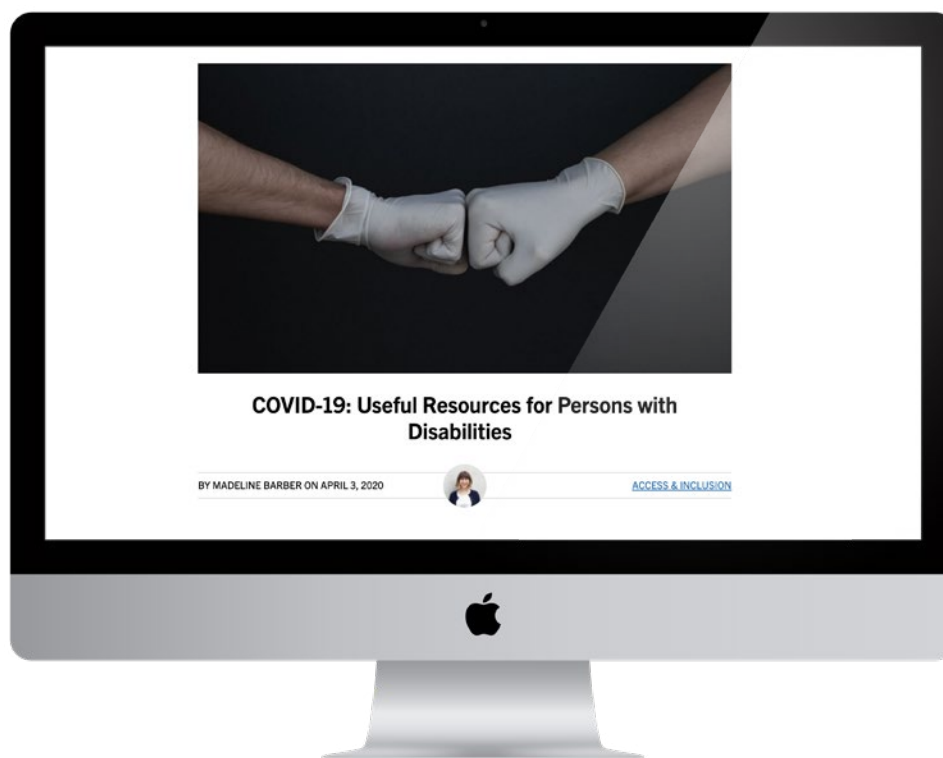 COVID-19: Useful Resources for Persons with
Disabilities
BY MADELINE BARBER ON APRIL 3, 2020
ACCESS & INCLUSION